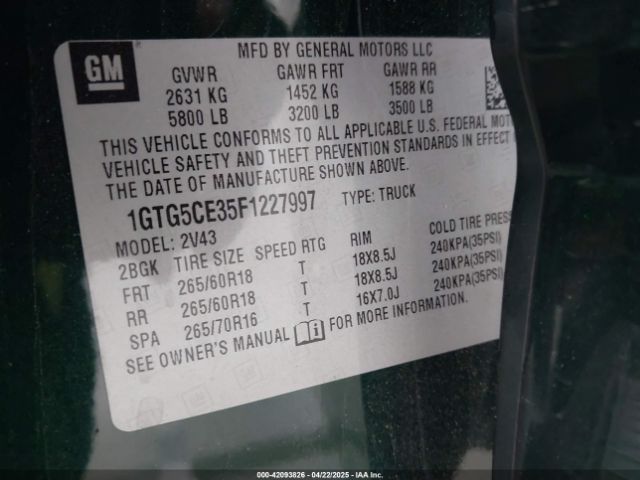 GM
MFD BY GENERAL MOTORS LLC
GVWR GAWR FRT GAWR RR
2631 KG 1452 KG 1588 KG
5800 LB 3200 LB 3500 LB
THIS VEHICLE CONFORMS TO ALL APPLICABLE U.S. FEDERAL MOT
VEHICLE SAFETY AND THEFT PREVENTION STANDARDS IN EFFECT
THE DATE OF MANUFACTURE SHOWN ABOVE.
1GTG5CE35F1227997 TYPE: TRUCK
MODEL: 2V43
2BGK TIRE SIZE SPEED RTG RIM COLD TIRE PRES
FRT 265/60R18 T 18X8.5J 240KPA(35PSI)
RR 265/60R18 T 18X8.5J 240KPA(35PSI)
SPA 265/70R16 T 16X7.0J 240KPA(35PSI)
SEE OWNER'S MANUAL i FOR MORE INFORMATION.
000-42093826 - 04/22/2025 - IAAI.COM